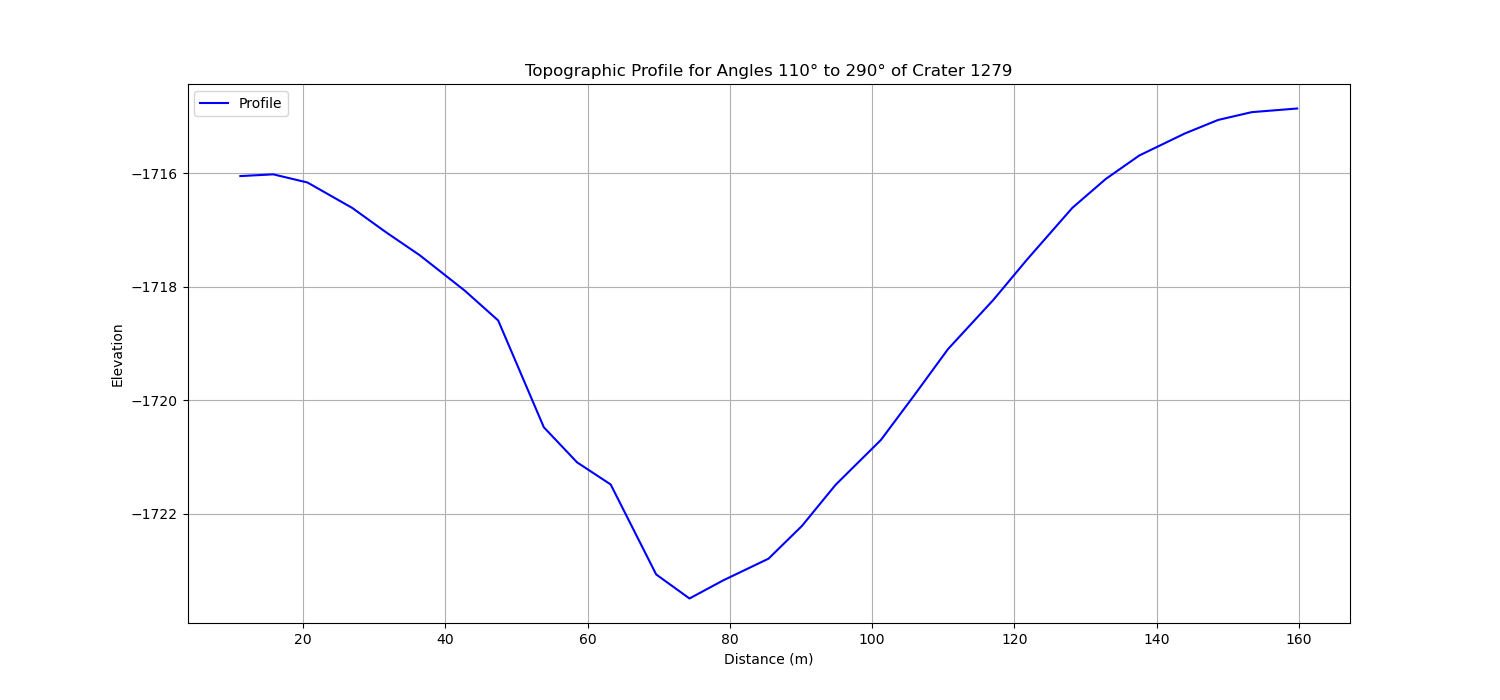 Topographic Profile for Angles 110° to 290° of Crater 1279
Profile
−1716
−1718
−1720
−1722
Elevation
20 40 60 80 100 120 140 160
Distance (m)